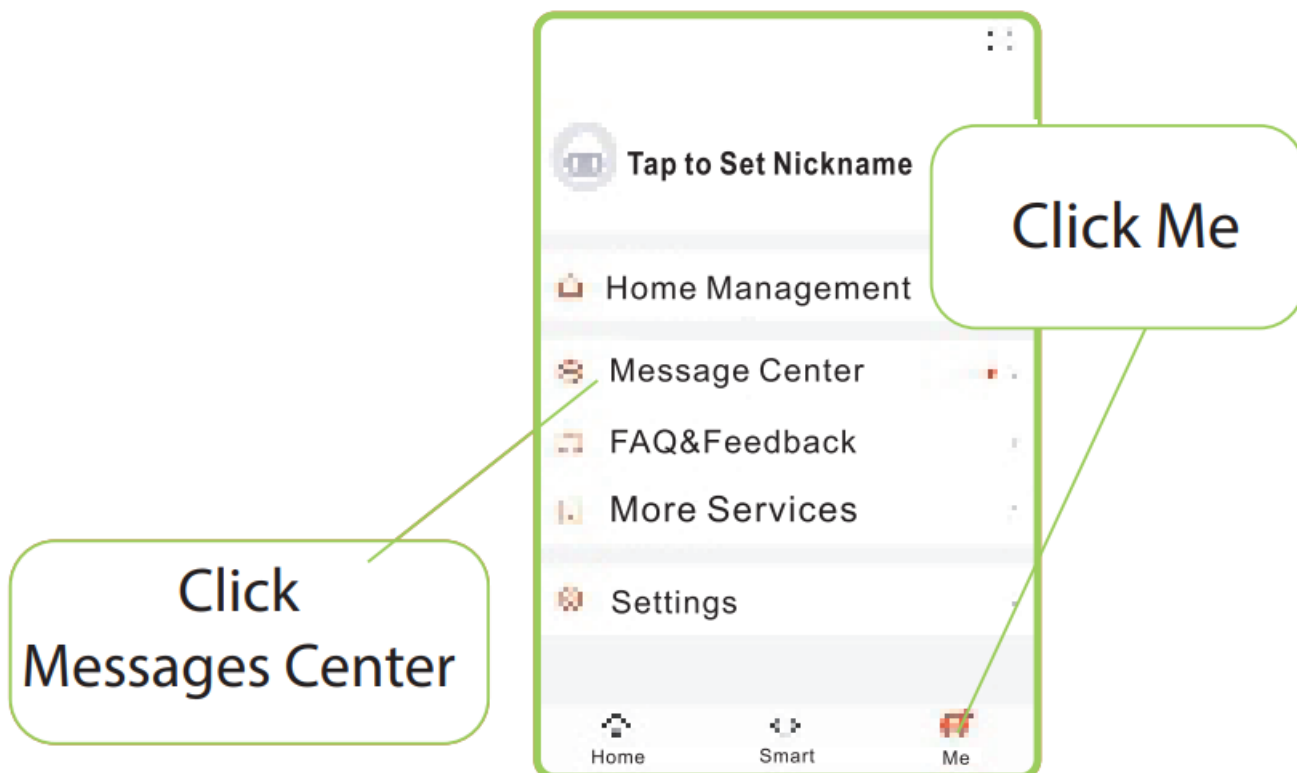 Tap to Set Nickname
Click Me
Home Management
Message Center
FAQ&Feedback
More Services
Click
Messages Center
Settings
Home
Smart
Me